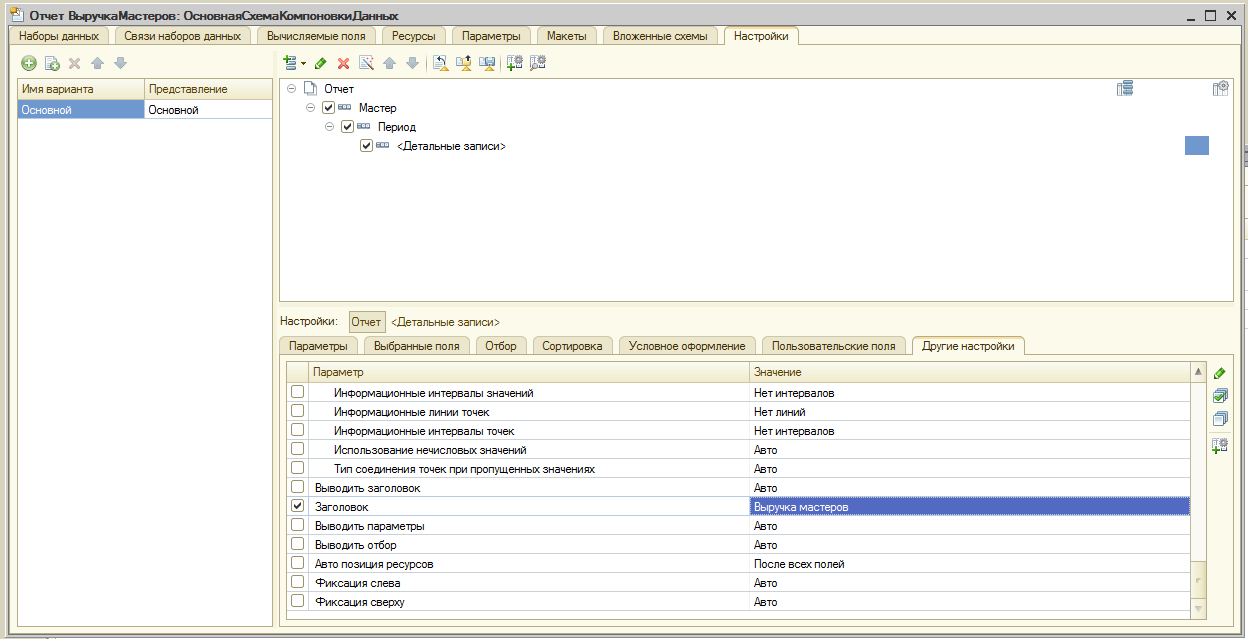 Отчет ВыручкаМастеров: ОсновнаяСхемаКомпоновкиДанных
Наборы данных Связи наборов данных Вычисляемые поля Ресурсы Параметры Макеты Вложенные схемы Настройки
Имя варианта Представление
Основной Основной
Отчет
Мастер
Период
<Детальные записи>
Настройки: Отчет <Детальные записи>
Параметры Выбранные поля Отбор Сортировка Условное оформление Пользовательские поля Другие настройки
Параметр Значение
Информационные интервалы значений Нет интервалов
Информационные линии точек Нет линий
Информационные интервалы точек Нет интервалов
Использование нечисловых значений Авто
Тип соединения точек при пропущенных значениях Авто
Выводить заголовок Авто
Заголовок Выручка мастеров
Выводить параметры Авто
Выводить отбор Авто
Авто позиция ресурсов После всех полей
Фиксация слева Авто
Фиксация сверху Авто